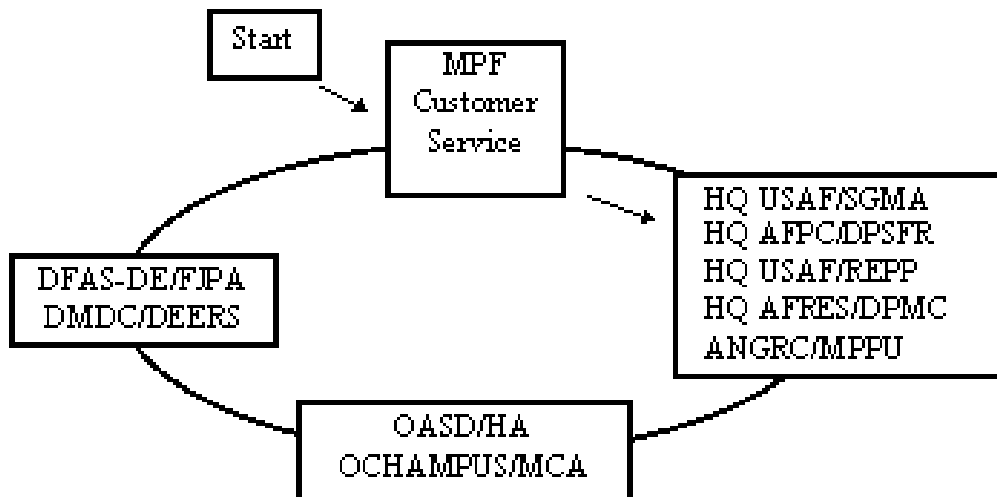 Start
MPF
Customer
Service
HQ USAF/SGMA
HQ AFPC/DPSFR
HQ USAF/REPP
HQ AFRES/DPMC
ANGRC/MPPU
DFAS-DE/FJPA
DMDC/DEERS
OASD/HA
OCHAMPUS/MCA